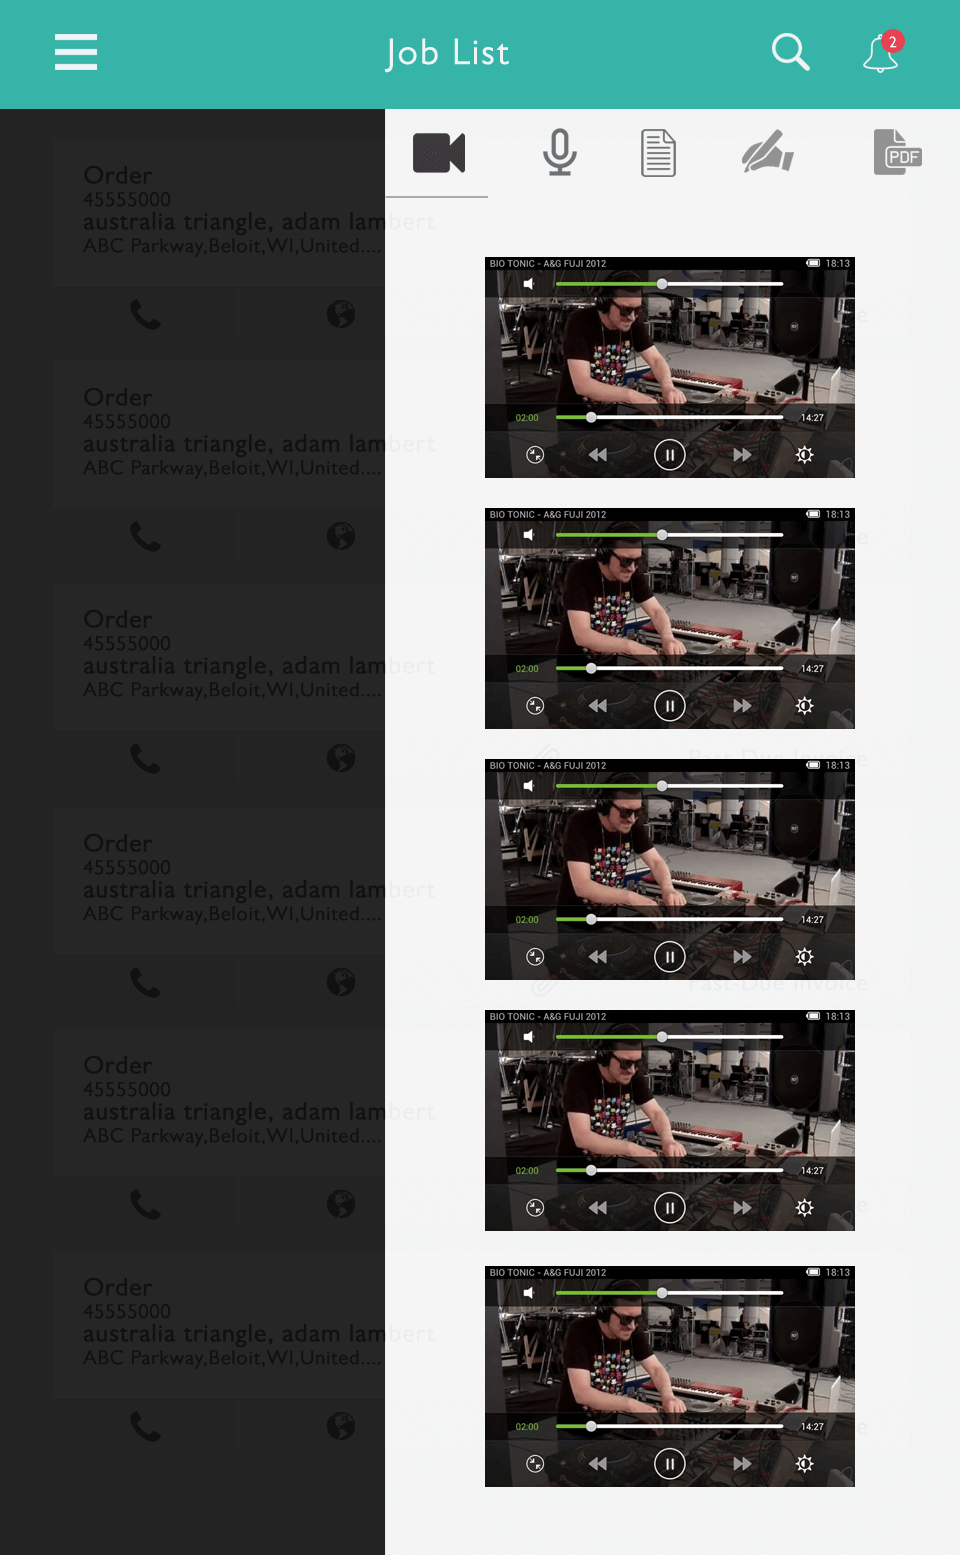 Job List
2
PDF
Order
45555000
australia triangle, adam lambert
ABC Parkway,Beloit,WI,United....
Order
45555000
australia triangle, adam lambert
ABC Parkway,Beloit,WI,United....
Order
45555000
australia triangle, adam lambert
ABC Parkway,Beloit,WI,United....
Past-Due Invoice
Order
45555000
australia triangle, adam lambert
ABC Parkway,Beloit,WI,United....
Past-Due Invoice
Order
45555000
australia triangle, adam lambert
ABC Parkway,Beloit,WI,United....
Order
45555000
australia triangle, adam lambert
ABC Parkway,Beloit,WI,United....
BIO TONIC - A&G FUJI 2012 18:13
02:00 14:27
BIO TONIC - A&G FUJI 2012 18:13
02:00 14:27
BIO TONIC - A&G FUJI 2012 18:13
02:00 14:27
BIO TONIC - A&G FUJI 2012 18:13
02:00 14:27
BIO TONIC - A&G FUJI 2012 18:13
02:00 14:27